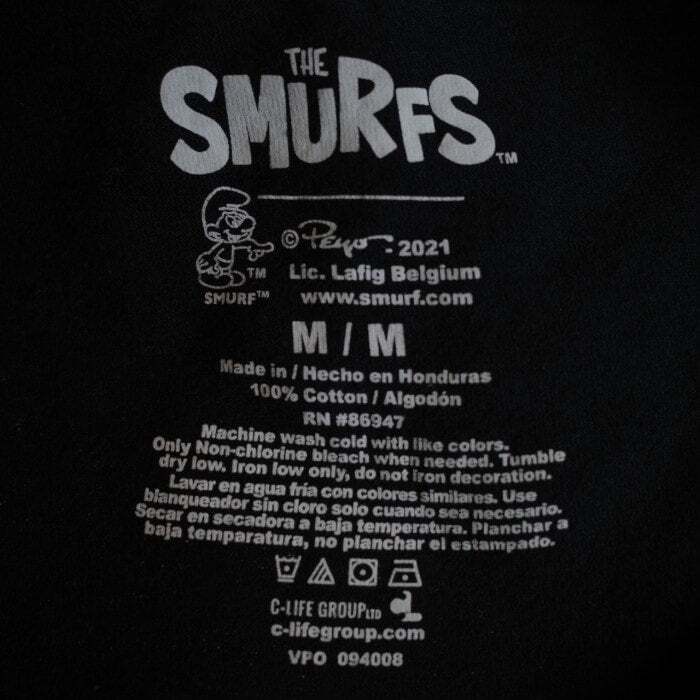 THE
SMURFS™
© Peyo - 2021
™
SMURF™
Lic. Lafig Belgium
www.smurf.com
M / M
Made in / Hecho en Honduras
100% Cotton / Algodón
RN #86947
Machine wash cold with like colors.
Only Non-chlorine bleach when needed. Tumble
dry low. Iron low only, do not iron decoration.
Lavar en agua fría con colores similares. Use
blanqueador sin cloro solo cuando sea necesario.
Secar en secadora a baja temperatura. Planchar a
baja temparatura, no planchar el estampado.
C-LIFE GROUP LTD
c-lifegroup.com
VPO 094008